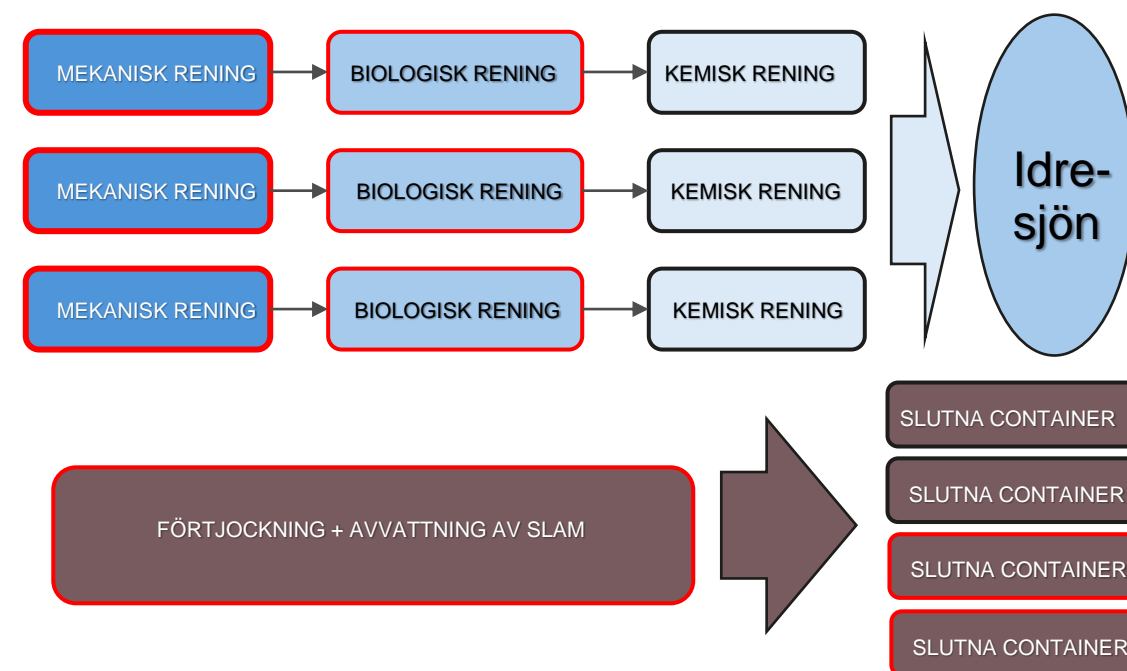 MEKANISK RENING
BIOLOGISK RENING
KEMISK RENING
MEKANISK RENING
BIOLOGISK RENING
KEMISK RENING
MEKANISK RENING
BIOLOGISK RENING
KEMISK RENING
Idre-
sjön
FÖRTJOCKNING + AVVATTNING AV SLAM
SLUTNA CONTAINER
SLUTNA CONTAINER
SLUTNA CONTAINER
SLUTNA CONTAINER